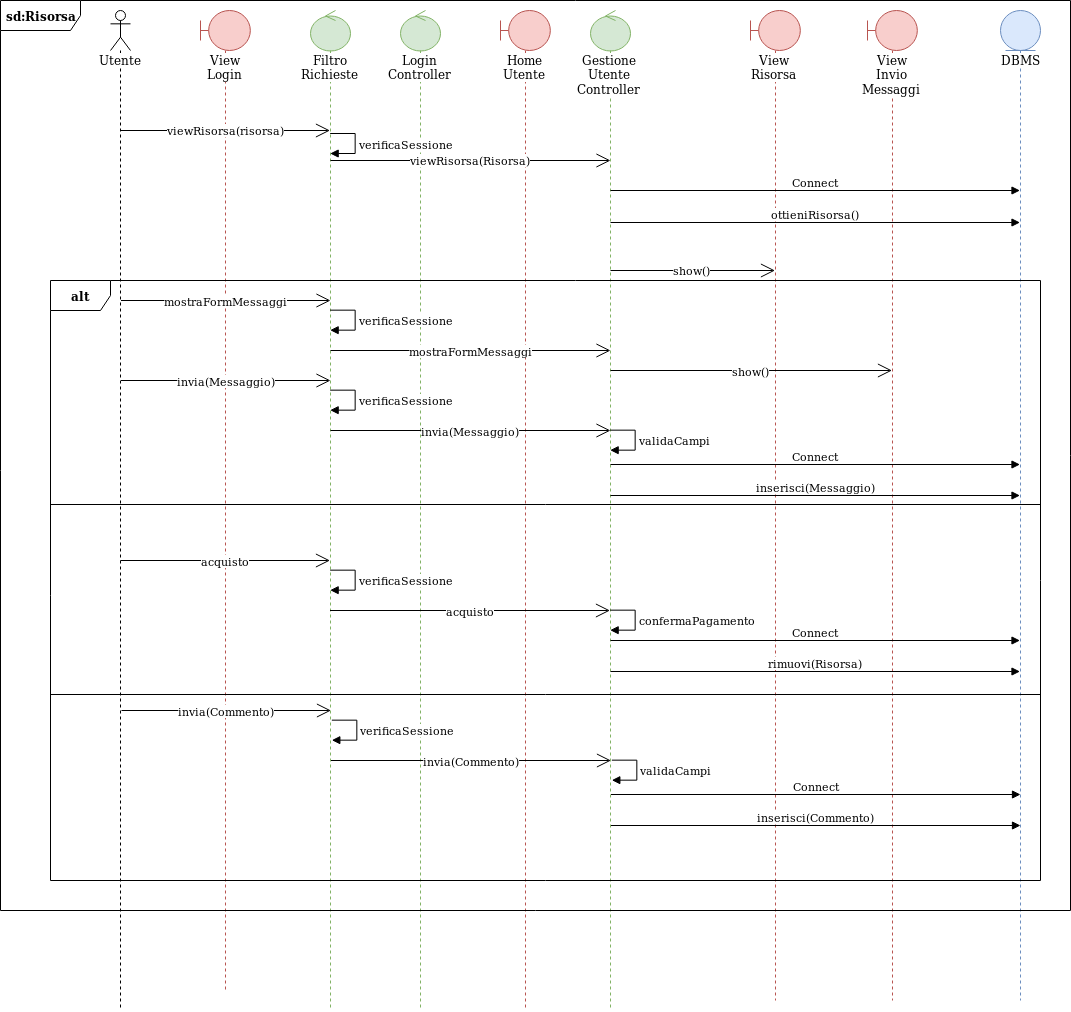 sd:Risorsa
Utente
View
Login
Filtro
Richieste
Login
Controller
Home
Utente
Gestione
Utente
Controller
View
Risorsa
View
Invio
Messaggi
DBMS
viewRisorsa(risorsa)
verificaSessione
viewRisorsa(Risorsa)
Connect
ottieniRisorsa()
show()
alt
mostraFormMessaggi
verificaSessione
mostraFormMessaggi
show()
invia(Messaggio)
verificaSessione
invia(Messaggio)
validaCampi
Connect
inserisci(Messaggio)
acquisto
verificaSessione
acquisto
confermaPagamento
Connect
rimuovi(Risorsa)
invia(Commento)
verificaSessione
invia(Commento)
validaCampi
Connect
inserisci(Commento)